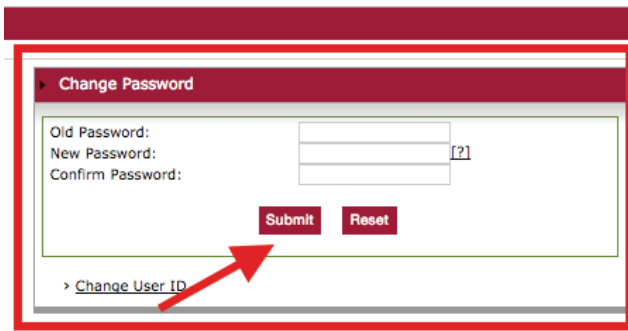 Change Password
Old Password:
New Password: [?]
Confirm Password:
Submit Reset
› Change User ID